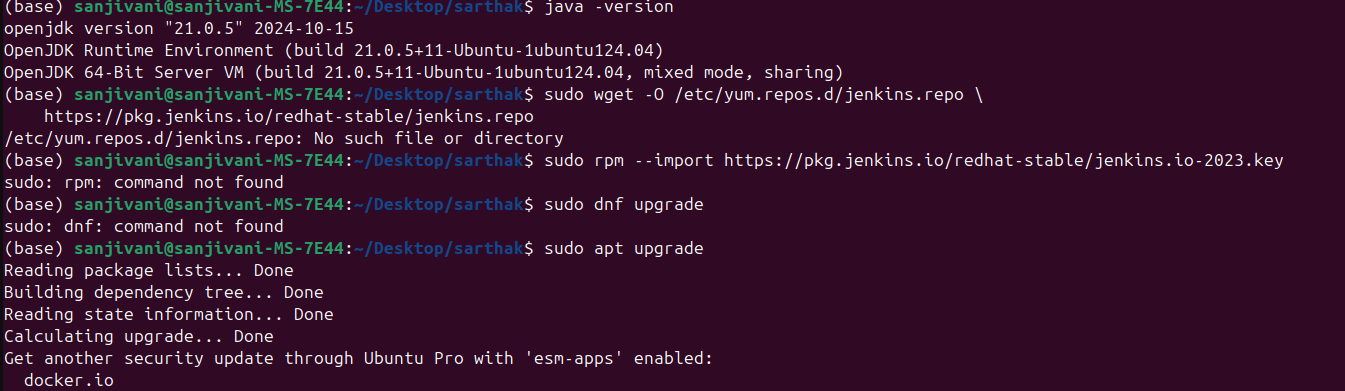 (base) sanjivani@sanjivani-MS-7E44:~/Desktop/sarthak$ java -version
openjdk version "21.0.5" 2024-10-15
OpenJDK Runtime Environment (build 21.0.5+11-Ubuntu-1ubuntu124.04)
OpenJDK 64-Bit Server VM (build 21.0.5+11-Ubuntu-1ubuntu124.04, mixed mode, sharing)
(base) sanjivani@sanjivani-MS-7E44:~/Desktop/sarthak$ sudo wget -O /etc/yum.repos.d/jenkins.repo \
    https://pkg.jenkins.io/redhat-stable/jenkins.repo
/etc/yum.repos.d/jenkins.repo: No such file or directory
(base) sanjivani@sanjivani-MS-7E44:~/Desktop/sarthak$ sudo rpm --import https://pkg.jenkins.io/redhat-stable/jenkins.io-2023.key
sudo: rpm: command not found
(base) sanjivani@sanjivani-MS-7E44:~/Desktop/sarthak$ sudo dnf upgrade
sudo: dnf: command not found
(base) sanjivani@sanjivani-MS-7E44:~/Desktop/sarthak$ sudo apt upgrade
Reading package lists... Done
Building dependency tree... Done
Reading state information... Done
Calculating upgrade... Done
Get another security update through Ubuntu Pro with 'esm-apps' enabled:
  docker.io